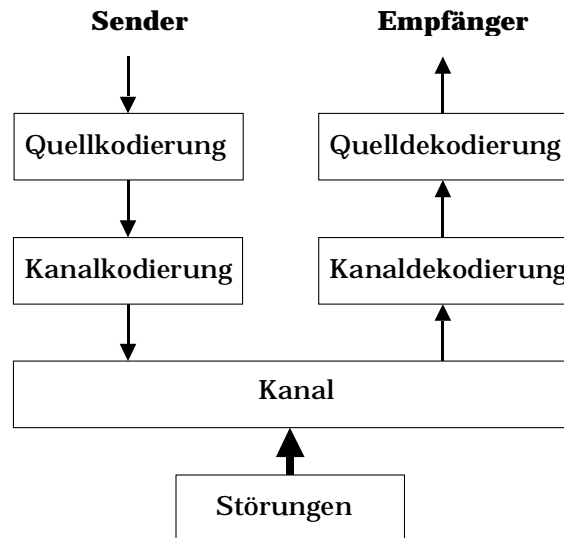 Sender Empfänger
Quellkodierung Quelldekodierung
Kanalkodierung Kanaldekodierung
Kanal
Störungen